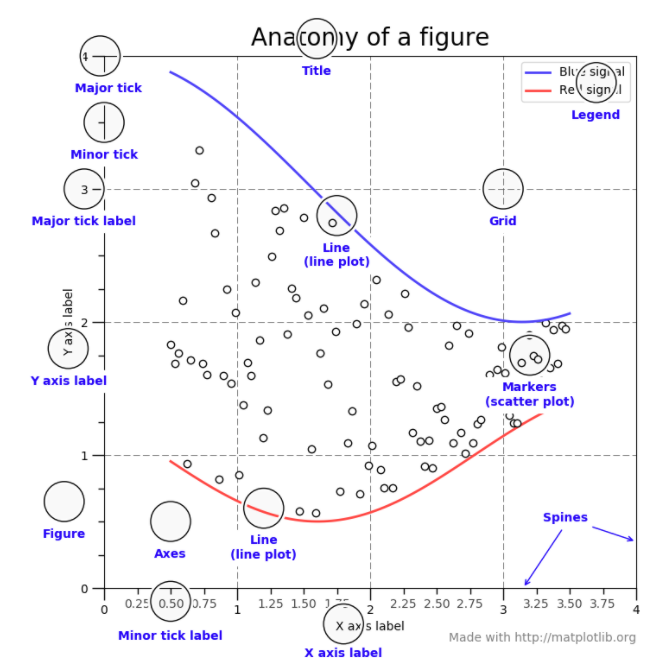 Anatomy of a figure
4
Title
Blue signal
Major tick
Red signal
Legend
Minor tick
3
Major tick label
Grid
Line
(line plot)
2
Y axis label
Y axis label
Markers
(scatter plot)
1
Spines
Figure
Axes
Line
(line plot)
0
0 0.25 0.50 0.75 1 1.25 1.50 1.75 2 2.25 2.50 2.75 3 3.25 3.50 3.75 4
X axis label
Minor tick label
Made with http://matplotlib.org
X axis label